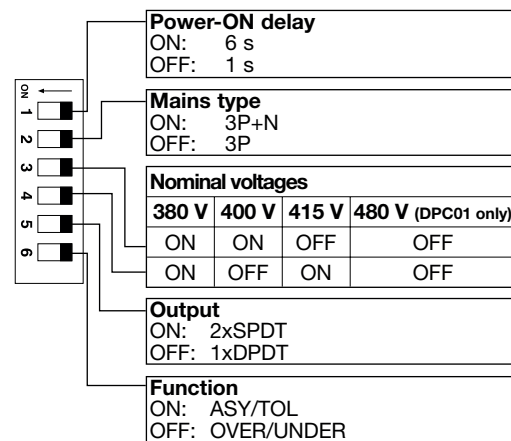 Power-ON delay
ON: 6 s
OFF: 1 s
ON
1
2
3
4
5
6
Mains type
ON: 3P+N
OFF: 3P
Nominal voltages
380 V 400 V 415 V 480 V (DPC01 only)
ON ON OFF OFF
ON OFF ON OFF
Output
ON: 2xSPDT
OFF: 1xDPDT
Function
ON: ASY/TOL
OFF: OVER/UNDER